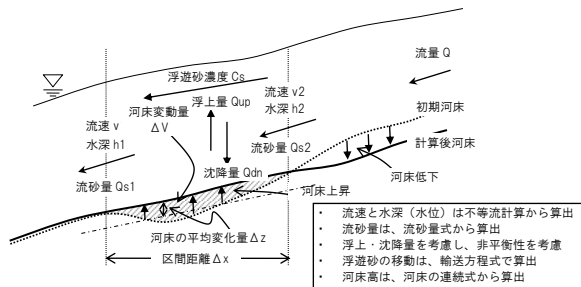 流量 Q
浮遊砂濃度 Cs
流速 v2
水深 h2
河床変動量
ΔV
浮上量 Qup
初期河床
流速 v
水深 h1
流砂量 Qs2
計算後河床
沈降量 Qdn
流砂量 Qs1
河床低下
河床上昇
河床の平均変化量Δz
区間距離Δx
・ 流速と水深（水位）は不等流計算から算出
・ 流砂量は、流砂量式から算出
・ 浮上・沈降量を考慮し、非平衡性を考慮
・ 浮遊砂の移動は、輸送方程式で算出
・ 河床高は、河床の連続式から算出